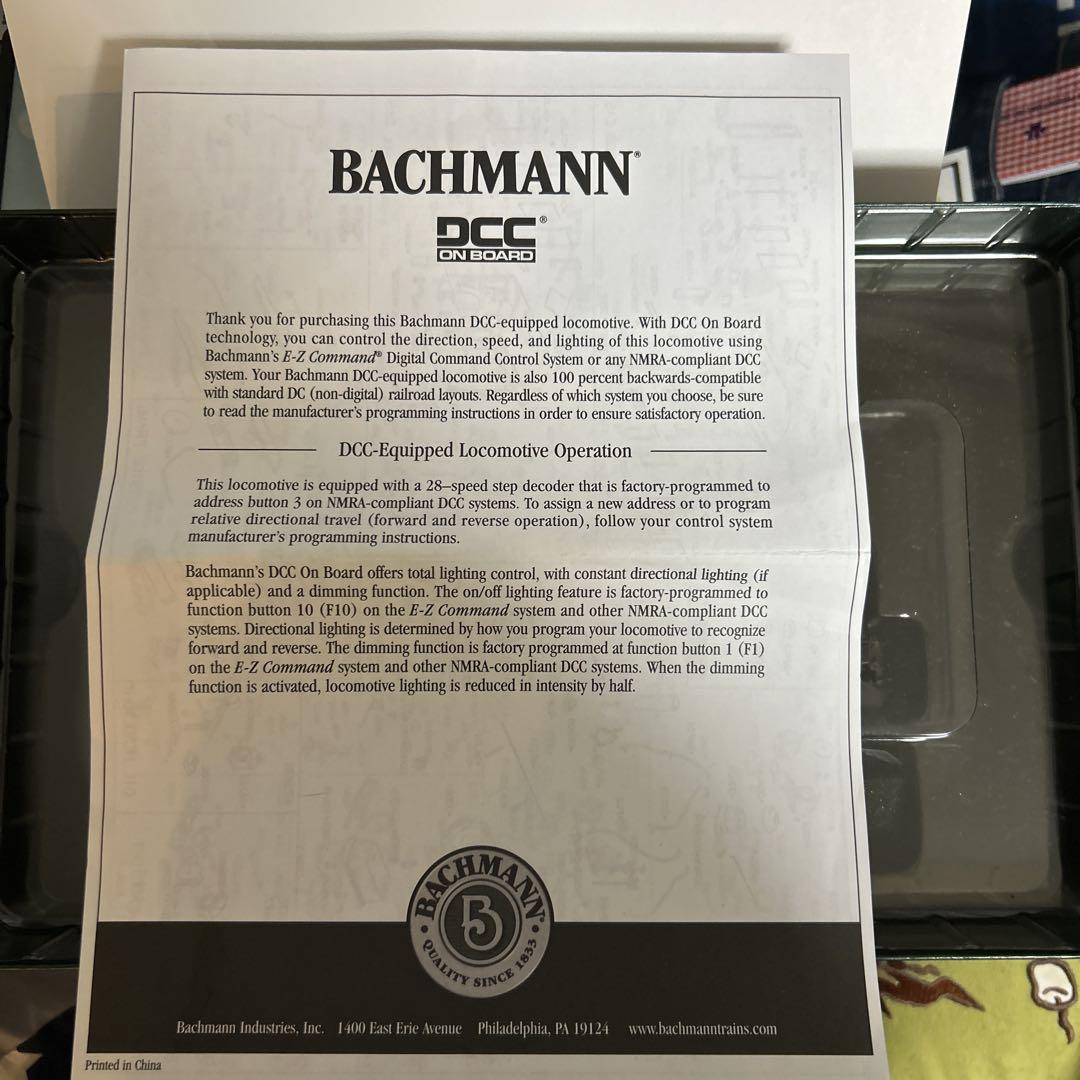 BACHMANN®
DCC®
ON BOARD
Thank you for purchasing this Bachmann DCC-equipped locomotive. With DCC On Board
technology, you can control the direction, speed, and lighting of this locomotive using
Bachmann's E-Z Command® Digital Command Control System or any NMRA-compliant DCC
system. Your Bachmann DCC-equipped locomotive is also 100 percent backwards-compatible
with standard DC (non-digital) railroad layouts. Regardless of which system you choose, be sure
to read the manufacturer's programming instructions in order to ensure satisfactory operation.
DCC-Equipped Locomotive Operation
This locomotive is equipped with a 28–speed step decoder that is factory-programmed to
address button 3 on NMRA-compliant DCC systems. To assign a new address or to program
relative directional travel (forward and reverse operation), follow your control system
manufacturer's programming instructions.
Bachmann's DCC On Board offers total lighting control, with constant directional lighting (if
applicable) and a dimming function. The on/off lighting feature is factory-programmed to
function button 10 (F10) on the E-Z Command system and other NMRA-compliant DCC
systems. Directional lighting is determined by how you program your locomotive to recognize
forward and reverse. The dimming function is factory programmed at function button 1 (F1)
on the E-Z Command system and other NMRA-compliant DCC systems. When the dimming
function is activated, locomotive lighting is reduced in intensity by half.
BACHMANN®
B
• QUALITY SINCE 1833 •
Bachmann Industries, Inc. 1400 East Erie Avenue Philadelphia, PA 19124 www.bachmanntrains.com
Printed in China